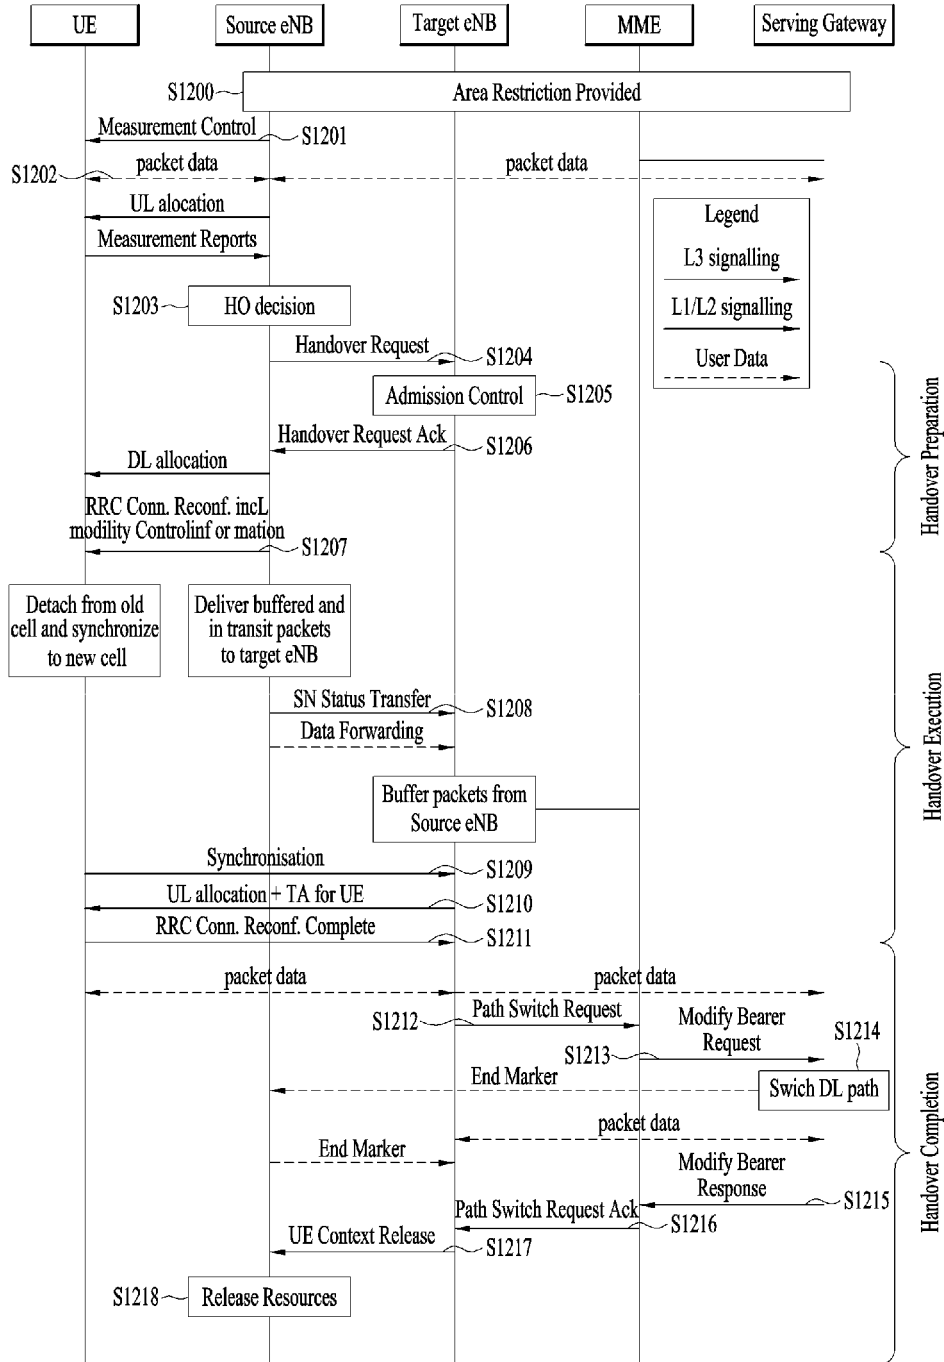 UE
Source eNB
Target eNB
MME
Serving Gateway
S1200
Area Restriction Provided
Measurement Control
S1201
S1202
packet data
packet data
UL alocation
Measurement Reports
Legend
L3 signalling
L1/L2 signalling
User Data
S1203
HO decision
Handover Request
S1204
Admission Control
S1205
Handover Request Ack
S1206
DL allocation
RRC Conn. Reconf. incL
modility Controlinf or mation
S1207
Handover Preparation
Detach from old
cell and synchronize
to new cell
Deliver buffered and
in transit packets
to target eNB
SN Status Transfer
S1208
Data Forwarding
Buffer packets from
Source eNB
Synchronisation
S1209
UL allocation + TA for UE
S1210
RRC Conn. Reconf. Complete
S1211
Handover Execution
packet data
packet data
S1212
Path Switch Request
Modify Bearer
Request
S1213
S1214
End Marker
Swich DL path
packet data
End Marker
Modify Bearer
Response
S1215
Path Switch Request Ack
S1216
UE Context Release
S1217
S1218
Release Resources
Handover Completion